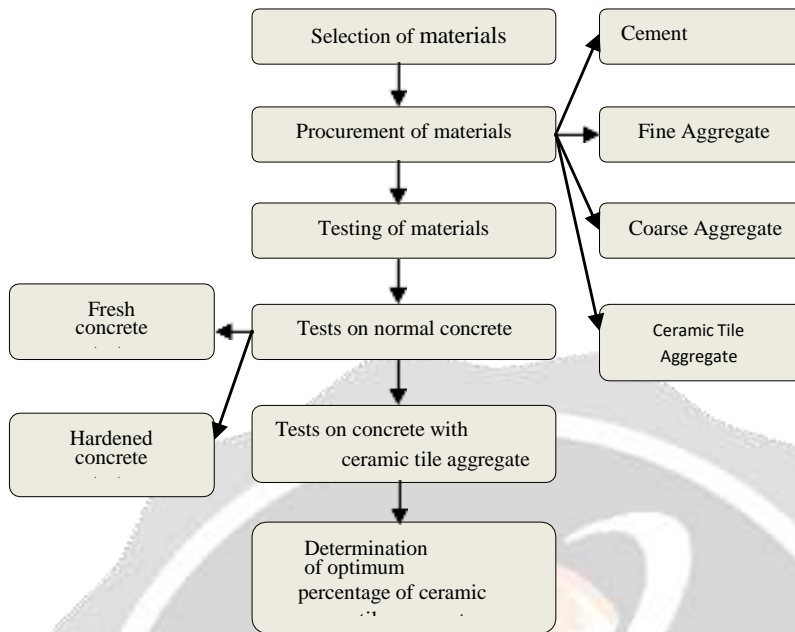 Selection of materials
Cement
Procurement of materials
Fine Aggregate
Testing of materials
Coarse Aggregate
Fresh
concrete
Tests on normal concrete
Ceramic Tile
Aggregate
Hardened
concrete
Tests on concrete with
ceramic tile aggregate
Determination
of optimum
percentage of ceramic